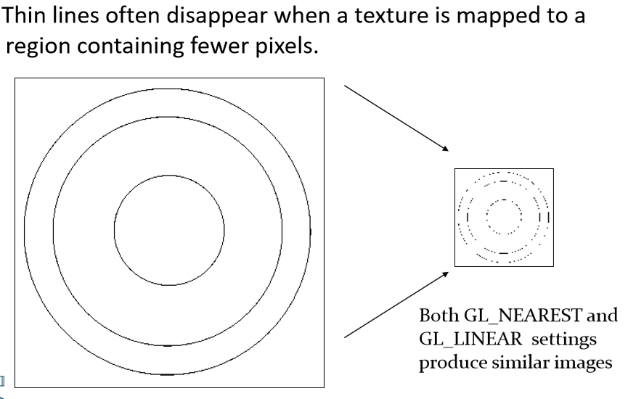 Thin lines often disappear when a texture is mapped to a
region containing fewer pixels.
Both GL_NEAREST and
GL_LINEAR settings
produce similar images